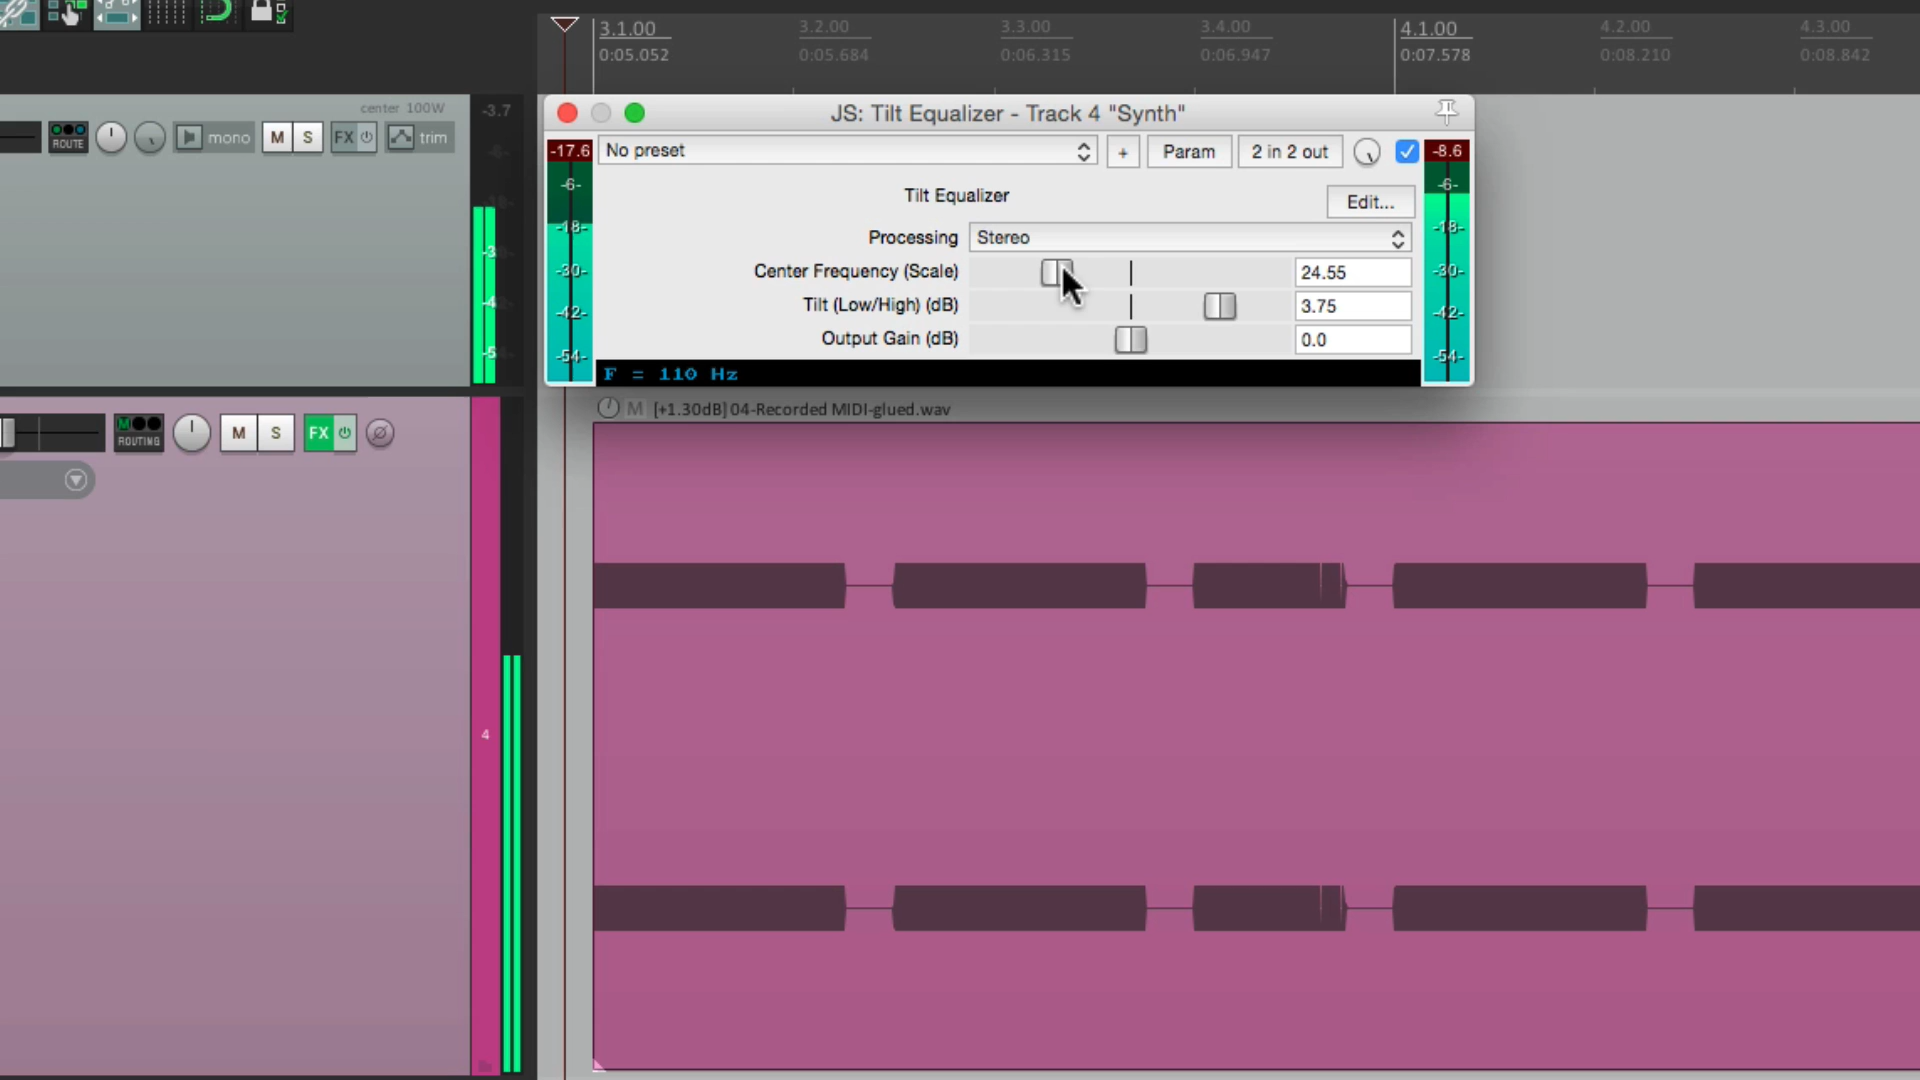 3.1.00 3.2.00 3.3.00 3.4.00 4.1.00 4.2.00 4.3.00
0:05.052 0:05.684 0:06.315 0:06.947 0:07.578 0:08.210 0:08.842
center 100W
-3.7
JS: Tilt Equalizer - Track 4 "Synth"
ROUTE mono M S FX trim
-17.6 No preset + Param 2 in 2 out -8.6
-6- -6-
Tilt Equalizer Edit...
-18- -18-
Processing Stereo
Center Frequency (Scale) 24.55
-30- -30-
Tilt (Low/High) (dB) 3.75
-42- -42-
Output Gain (dB) 0.0
-54- -54-
F = 110 Hz
M [+1.30dB] 04-Recorded MIDI-glued.wav
ROUTING M S FX
4